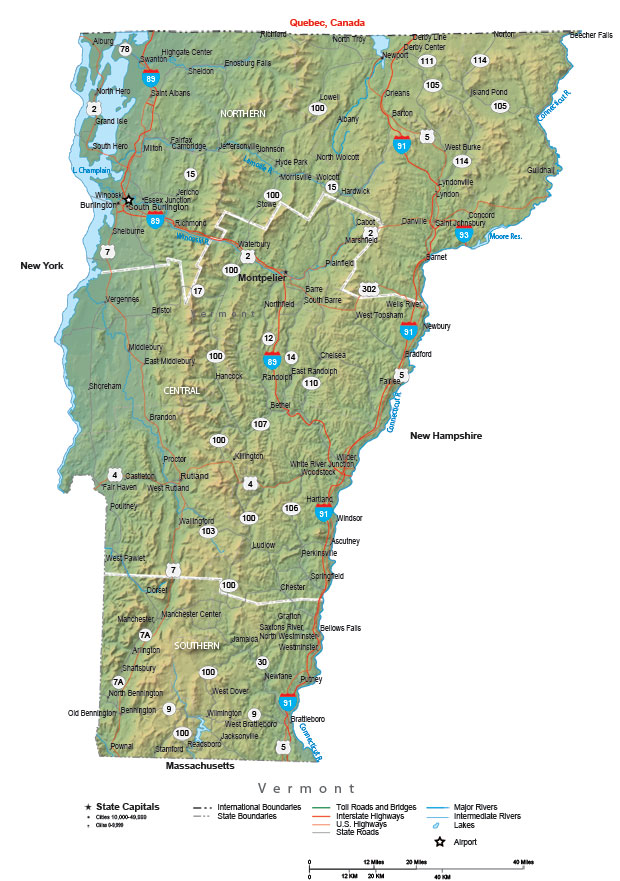 Quebec, Canada
Richford
North Troy
Derby Line
Norton
Beecher Falls
Alburg
78
Highgate Center
Derby Center
Swanton
Enosburg Falls
Newport
111
114
Sheldon
89
105
North Hero
Saint Albans
Orleans
Island Pond
Lowell
105
2
100
Barton
Connecticut R.
Grand Isle
NORTHERN
Albany
5
Fairfax
91
South Hero
Milton
Cambridge
Jeffersonville
Johnson
West Burke
Lamoille R.
Hyde Park
North Wolcott
114
L. Champlain
15
Morrisville
Wolcott
Guildhall
Lyndonville
Jericho
15
Hardwick
Lyndon
Winooski
Essex Junction
100
Burlington
South Burlington
Stowe
89
Richmond
Cabot
Danville
Saint Johnsbury
Concord
Shelburne
Winooski R.
2
93
Moore Res.
Waterbury
Marshfield
7
2
Barnet
New York
100
Plainfield
Montpelier
17
Barre
302
Vergennes
Northfield
South Barre
Wells River
Bristol
Vermont
West Topsham
91
Newbury
12
Middlebury
100
89
14
Chelsea
Bradford
East Middlebury
Hancock
Randolph
East Randolph
5
Shoreham
110
Fairlee
CENTRAL
Bethel
Connecticut R.
Brandon
107
100
New Hampshire
Proctor
Killington
Wilder
White River Junction
4
Castleton
Rutland
Woodstock
Fair Haven
West Rutland
4
Hartland
Poultney
106
91
Wallingford
100
Windsor
103
Ludlow
Ascutney
Perkinsville
West Pawlet
7
Springfield
Dorset
100
Chester
Manchester
Manchester Center
Grafton
7A
Saxtons River
Bellows Falls
SOUTHERN
Jamaica
North Westminster
Arlington
Westminster
30
Shaftsbury
100
Newfane
7A
Putney
North Bennington
West Dover
91
Old Bennington
Bennington
9
Wilmington
9
Brattleboro
West Brattleboro
100
Jacksonville
Connecticut R.
Pownal
Stamford
Readsboro
5
Massachusetts
Vermont
State Capitals
Cities 10,000-49,999
Cities 0-9,999
International Boundaries
State Boundaries
Toll Roads and Bridges
Interstate Highways
U.S. Highways
State Roads
Major Rivers
Intermediate Rivers
Lakes
Airport
0 12 Miles 20 Miles 40 Miles
0 12 KM 20 KM 40 KM